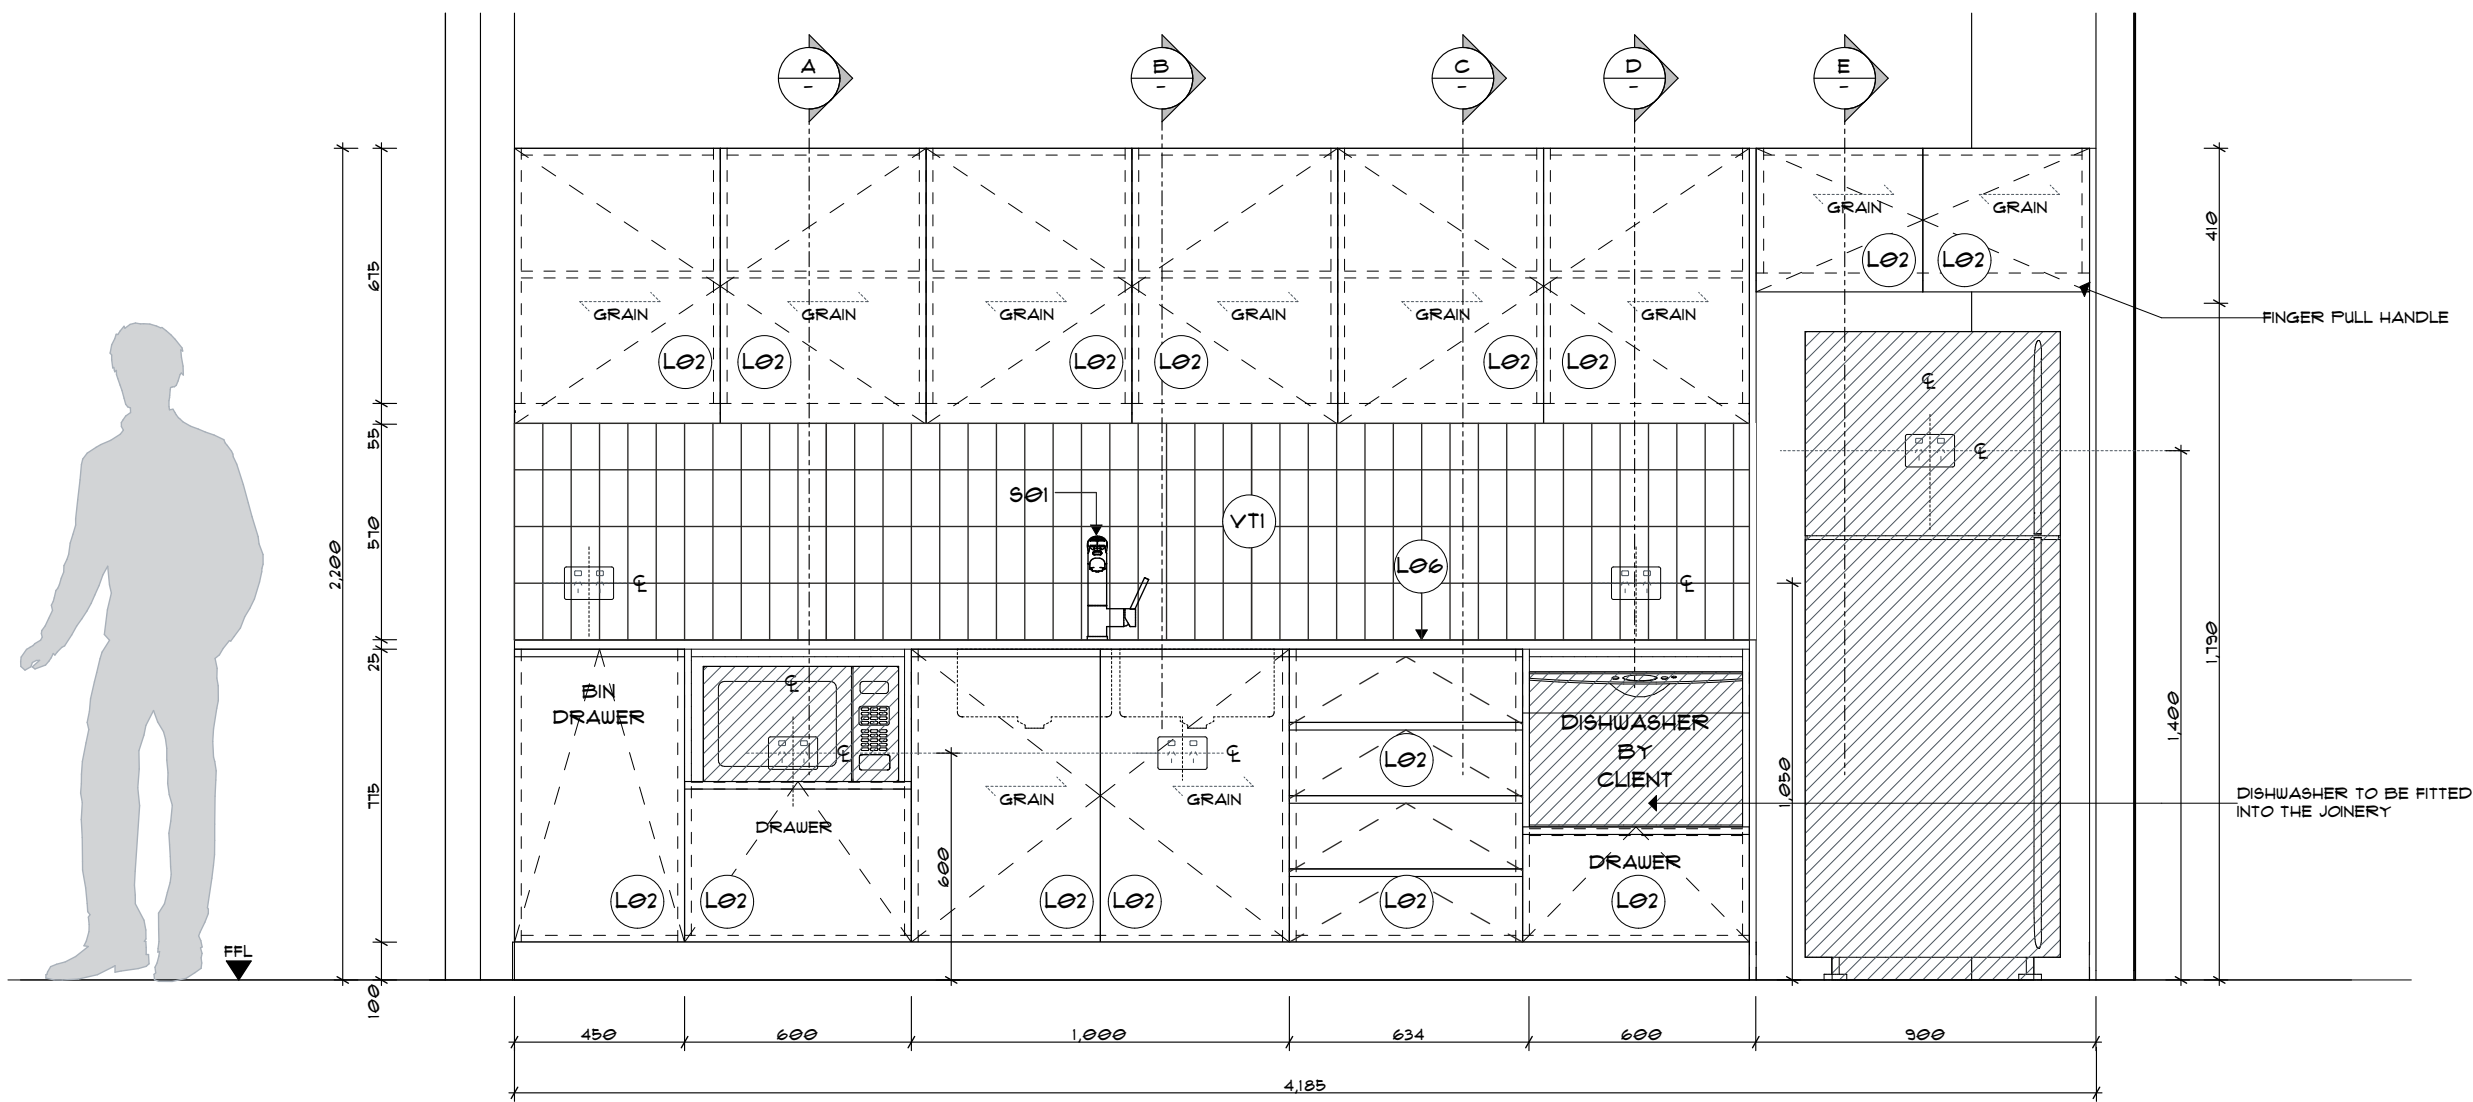 A
-
B
-
C
-
D
-
E
-
GRAIN
GRAIN
GRAIN
GRAIN
GRAIN
GRAIN
GRAIN
GRAIN
L02
L02
L02
L02
L02
L02
L02
L02
410
FINGER PULL HANDLE
675
55
510
25
775
100
2,200
S01
VT1
L06
℄
℄
℄
℄
BIN
DRAWER
℄
℄
℄
DRAWER
L02
L02
GRAIN
GRAIN
L02
L02
600
L02
L02
DISHWASHER
BY
CLIENT
DRAWER
L02
1,050
1,400
1,790
DISHWASHER TO BE FITTED
INTO THE JOINERY
FFL
450
600
1,000
634
600
900
4,185